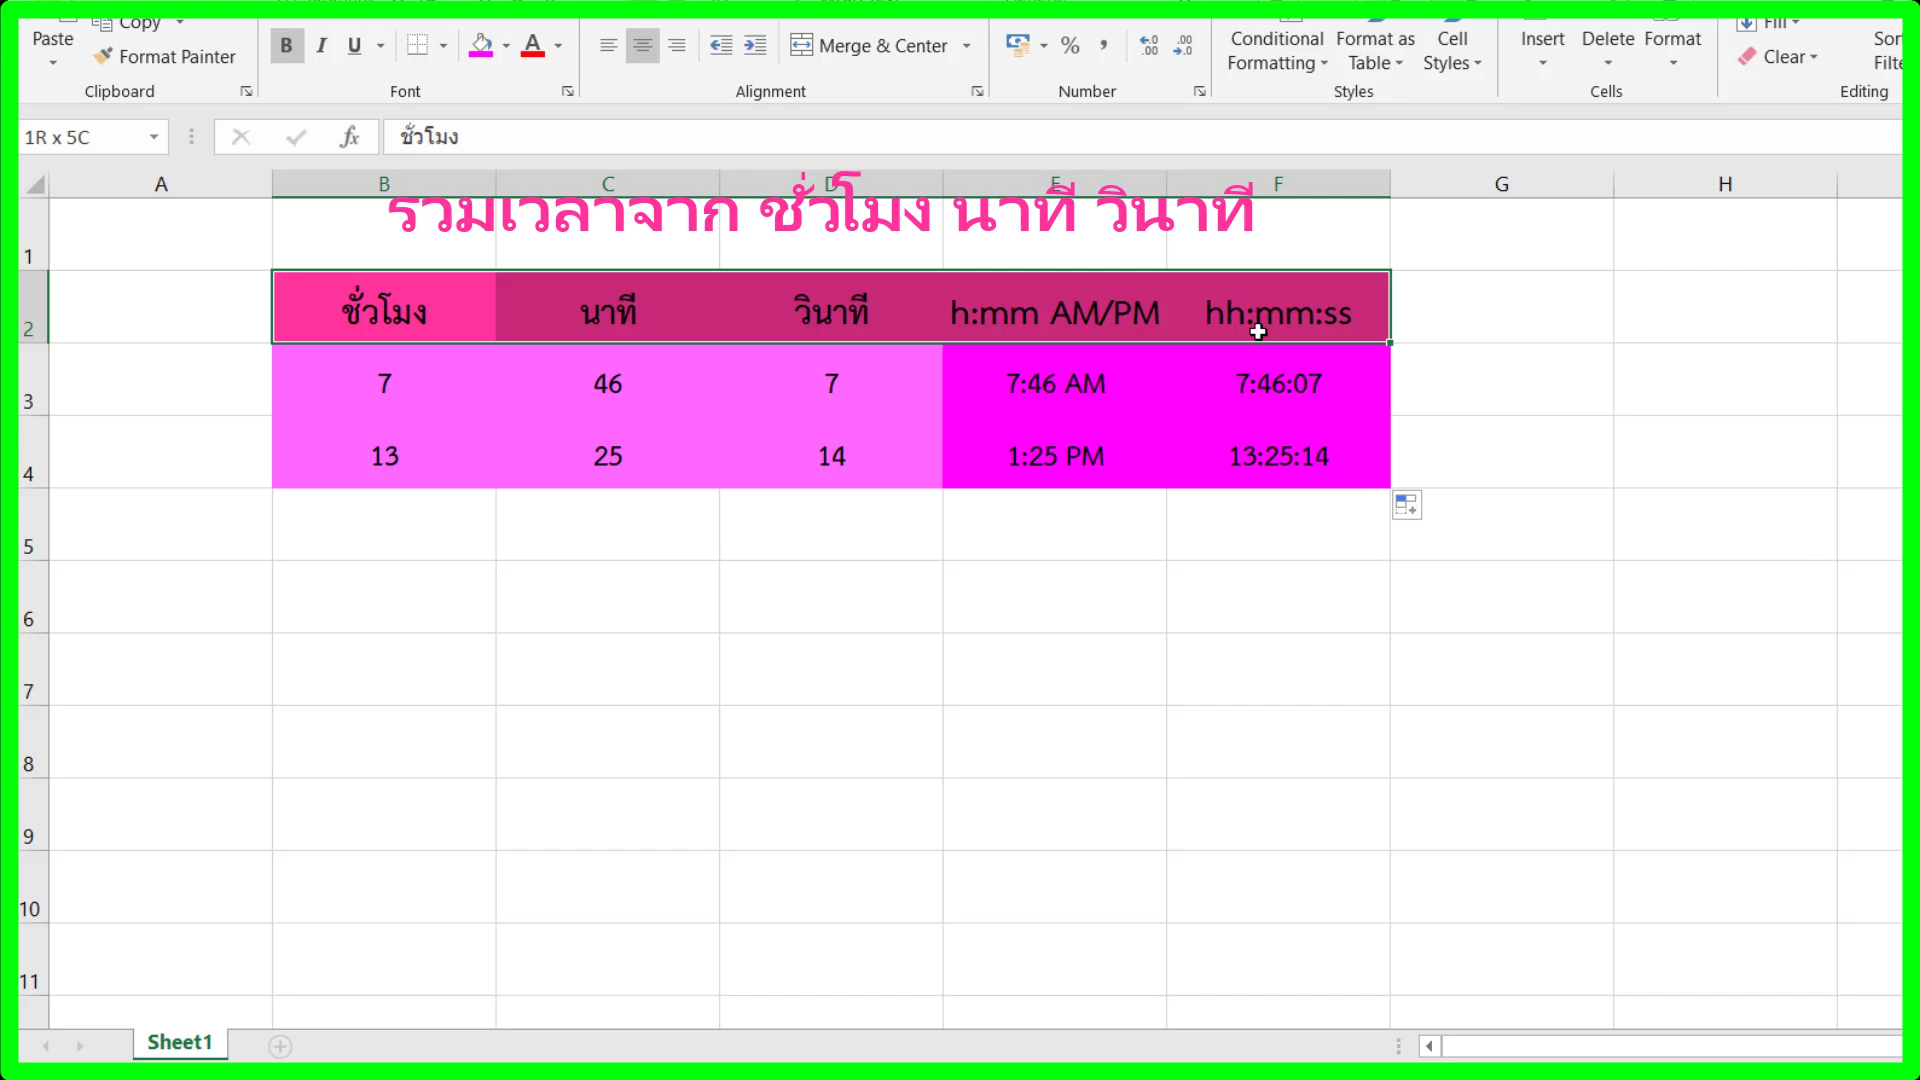 Copy
Fill
Paste
Format Painter
B I U A
Merge & Center
% ,
Conditional Formatting
Format as Table
Cell Styles
Insert
Delete
Format
Clear
Clipboard
Font
Alignment
Number
Styles
Cells
Editing
1R x 5C
fx
ชั่วโมง
A B C D E F G H
รวมเวลาจาก ชั่วโมง นาที วินาที
1
2 ชั่วโมง นาที วินาที h:mm AM/PM hh:mm:ss
3 7 46 7 7:46 AM 7:46:07
4 13 25 14 1:25 PM 13:25:14
5
6
7
8
9
10
11
Sheet1